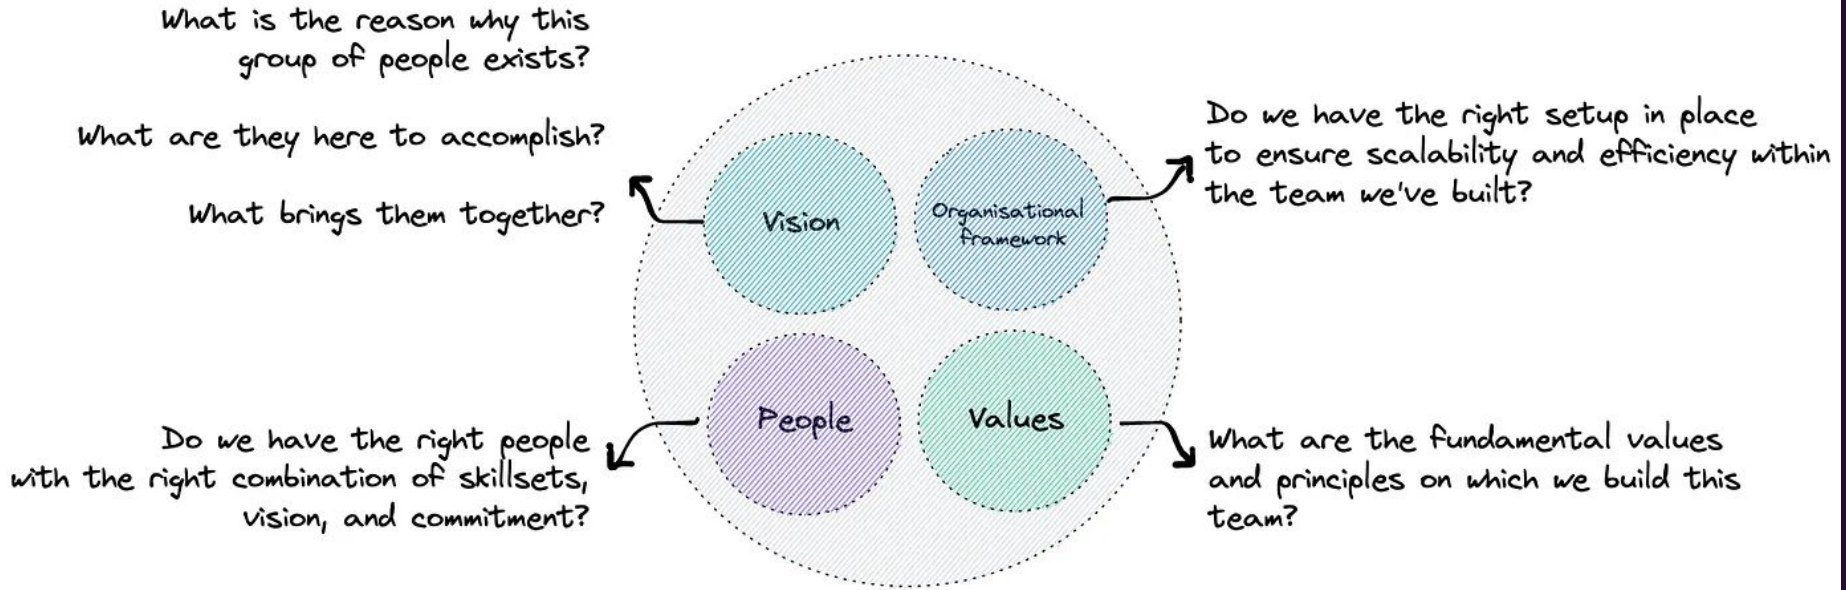 What is the reason why this
group of people exists?
What are they here to accomplish?
What brings them together?
Vision
Organisational
framework
Do we have the right setup in place
to ensure scalability and efficiency within
the team we've built?
People
Values
Do we have the right people
with the right combination of skillsets,
vision, and commitment?
What are the fundamental values
and principles on which we build this
team?